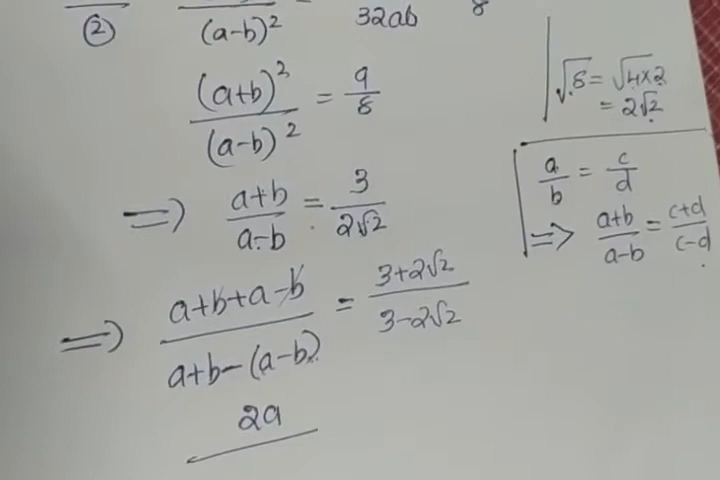 ② (a-b)² 32ab 8
(a+b)² / (a-b)² = 9/8
√8 = √4×2
= 2√2
=> a+b / a-b = 3 / 2√2
a/b = c/d
=> a+b / a-b = c+d / c-d
=> a+b+a-b / a+b-(a-b) = 3+2√2 / 3-2√2
2a